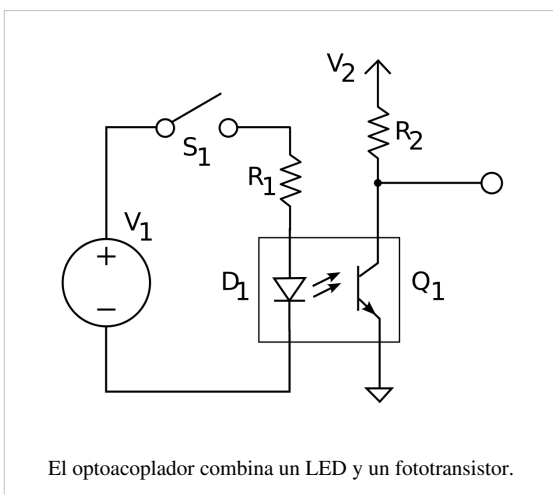 V2
S1
R2
R1
V1
+
D1
Q1
−
El optoacoplador combina un LED y un fototransistor.